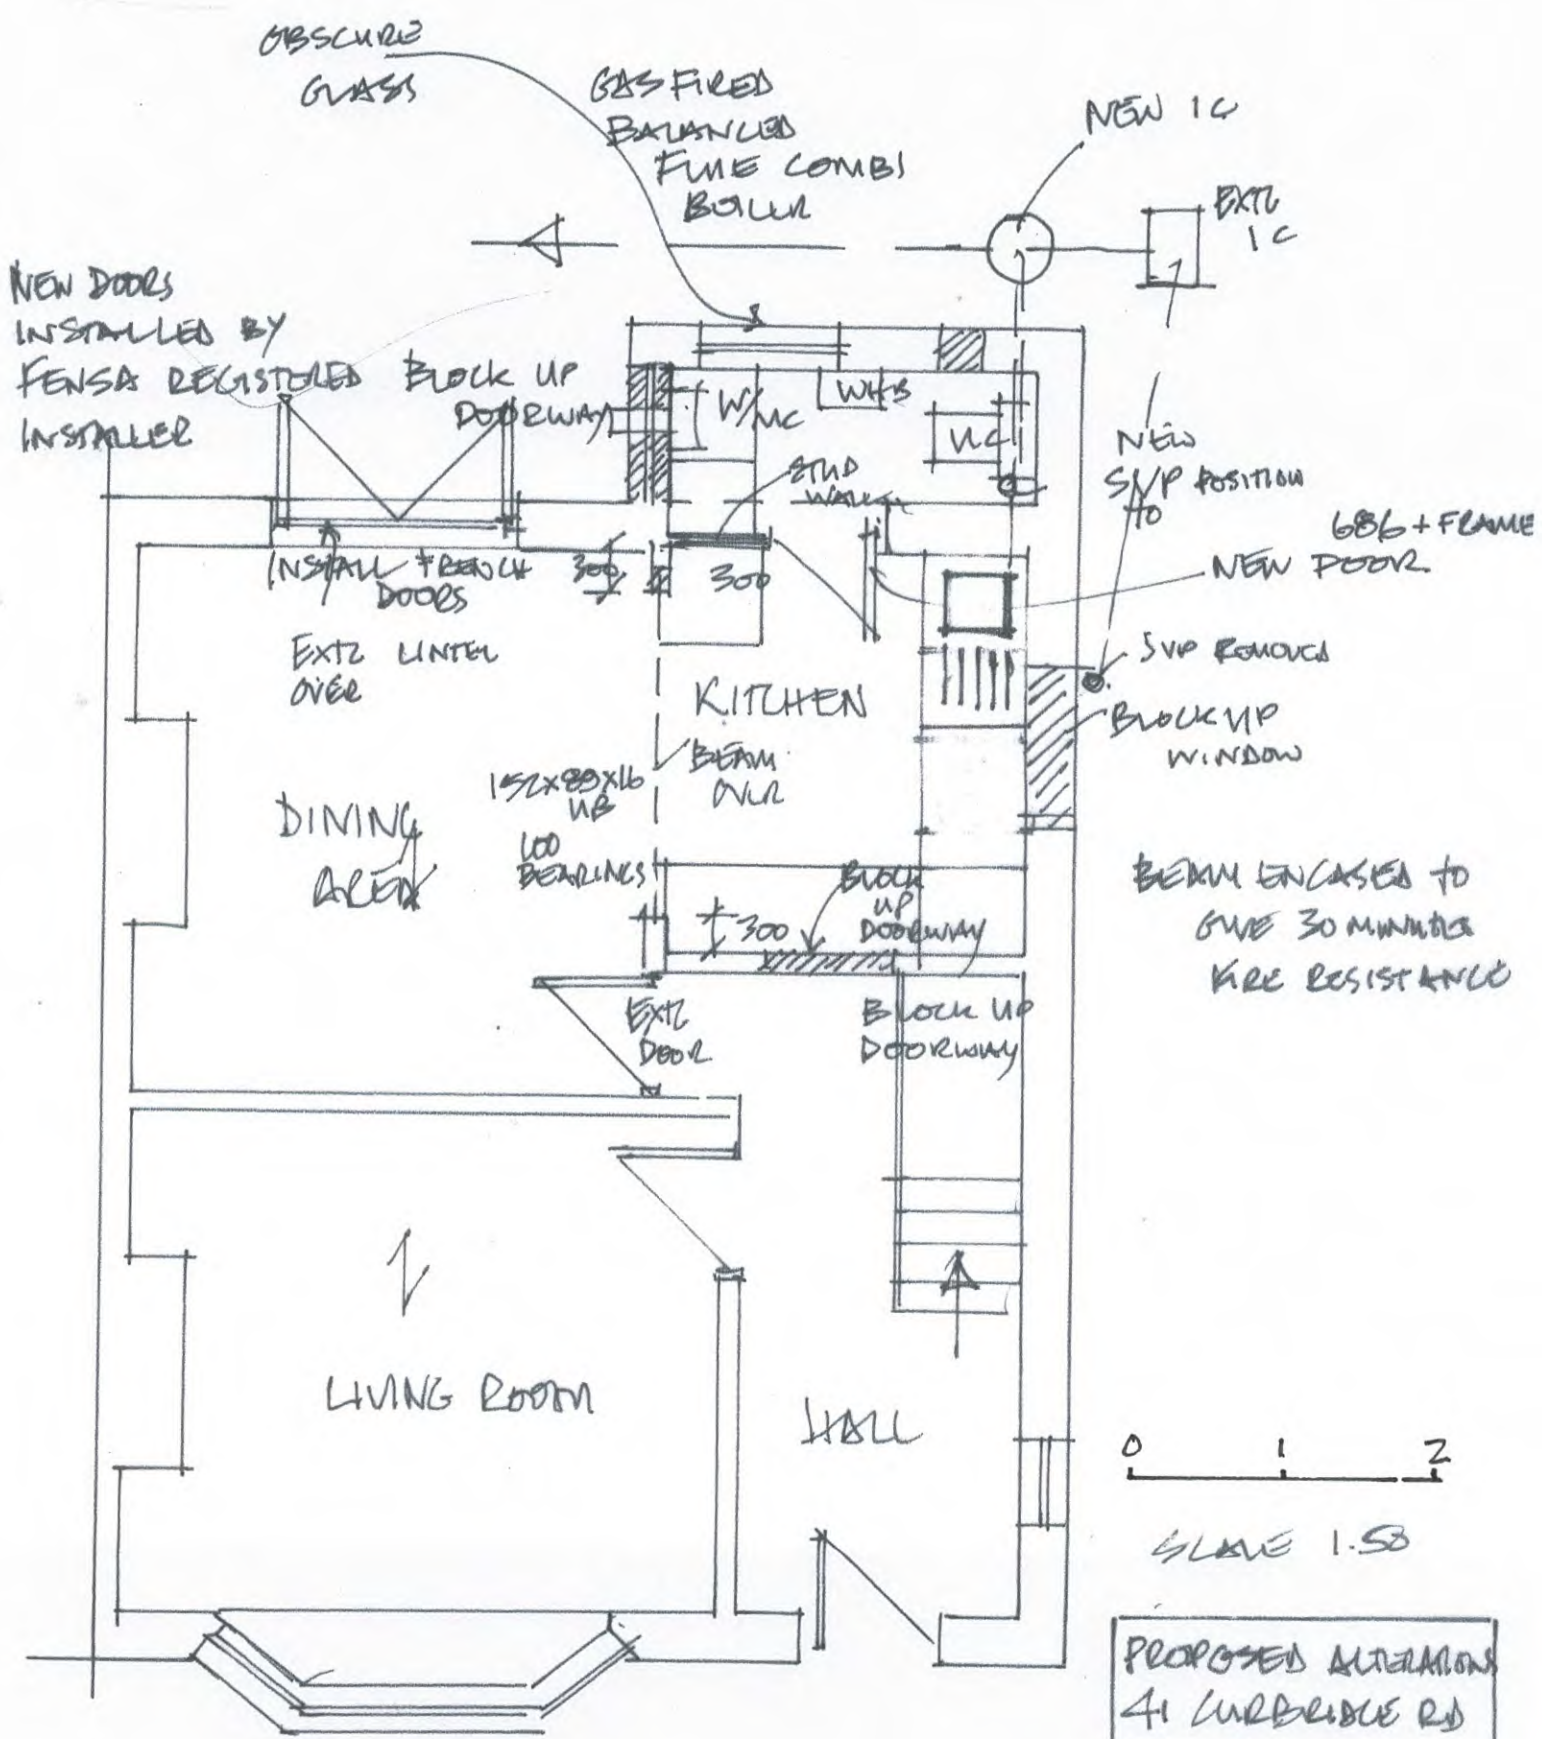 OBSCURE
GLASS
GAS FIRED
BALANCED
FLUE COMBI
BOILER
NEW IC
EXTG
IC
NEW DOORS
INSTALLED BY
FENSA REGISTERED
INSTALLER
BLOCK UP
DOORWAY
W/MC
WHB
WC
STUD
WALL
NEW
SVP POSITION
TO
686 + FRAME
NEW DOOR
INSTALL FRENCH
DOORS
300
300
EXTG LINTEL
OVER
KITCHEN
SVP REMOVED
BLOCK UP
WINDOW
BEAM
OVER
152x89x16
UB
100
BEARINGS
DINING
AREA
BLOCK
UP
DOORWAY
300
BEAM ENCASED TO
GIVE 30 MINUTES
FIRE RESISTANCE
EXTG
DOOR
BLOCK UP
DOORWAY
LIVING ROOM
HALL
0 1 2
SCALE 1.50
PROPOSED ALTERATIONS
41 CURBRIDGE RD